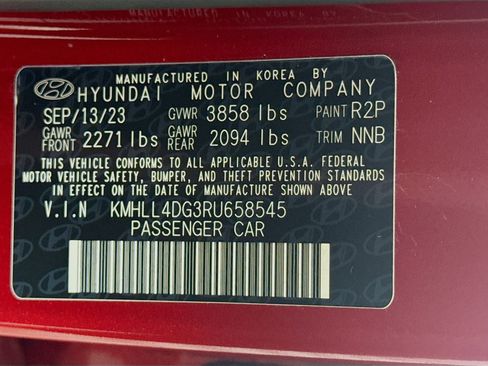 MANUFACTURED IN KOREA BY
HYUNDAI MOTOR COMPANY
SEP/13/23 GVWR 3858 lbs PAINT R2P
GAWR FRONT 2271 lbs GAWR REAR 2094 lbs TRIM NNB
THIS VEHICLE CONFORMS TO ALL APPLICABLE U.S.A. FEDERAL
MOTOR VEHICLE SAFETY, BUMPER, AND THEFT PREVENTION STANDARDS
IN EFFECT ON THE DATE OF MANUFACTURE SHOWN ABOVE.
V.I.N KMHLL4DG3RU658545
PASSENGER CAR